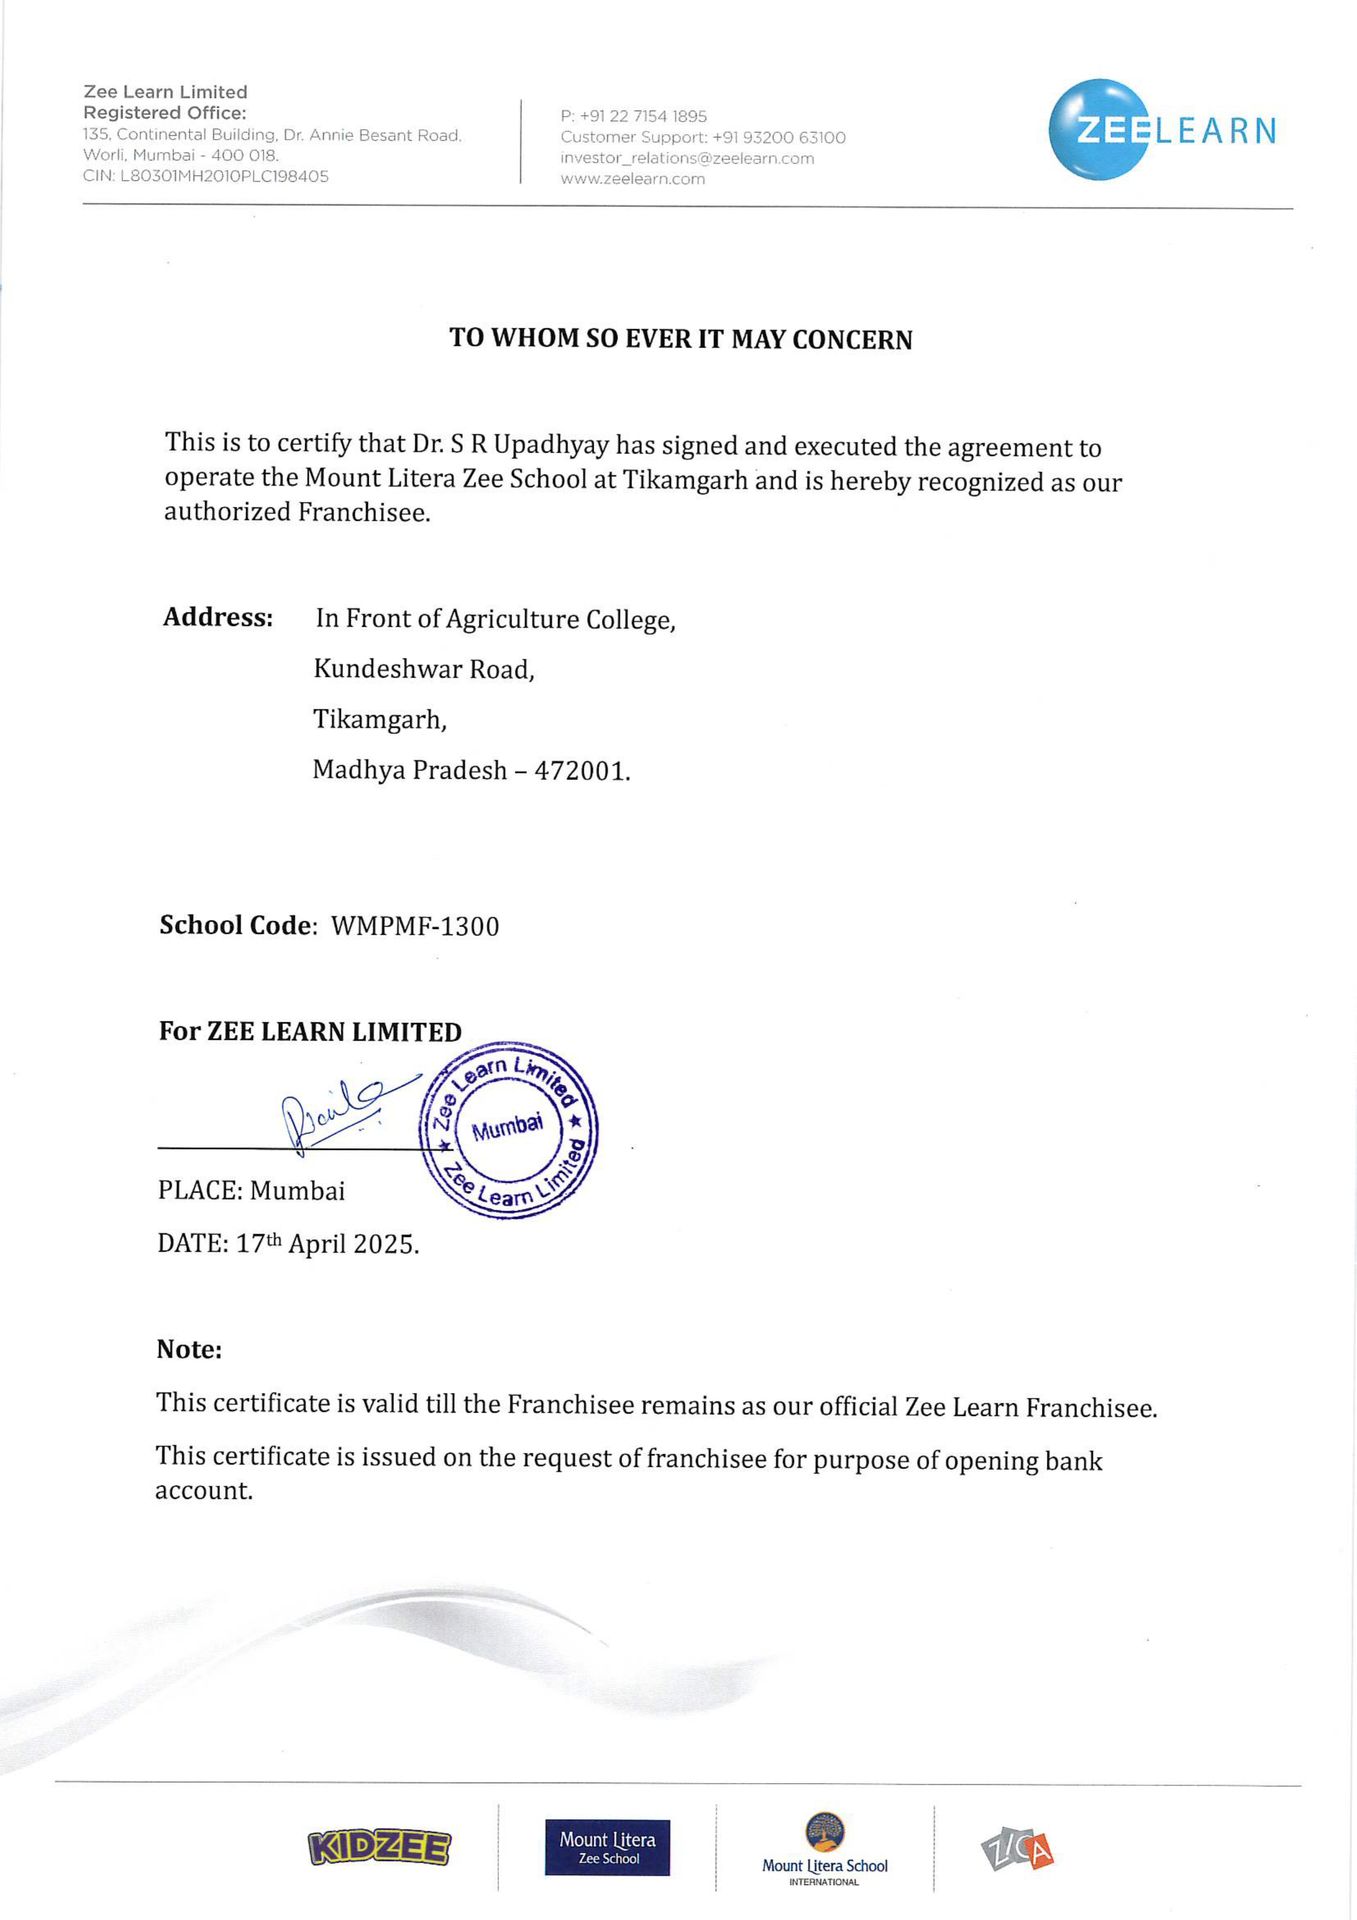 Zee Learn Limited
Registered Office:
135, Continental Building, Dr. Annie Besant Road,
Worli, Mumbai - 400 018.
CIN: L80301MH2010PLC198405
P: +91 22 7154 1895
Customer Support: +91 93200 63100
investor_relations@zeelearn.com
www.zeelearn.com
ZEELEARN
TO WHOM SO EVER IT MAY CONCERN
This is to certify that Dr. S R Upadhyay has signed and executed the agreement to
operate the Mount Litera Zee School at Tikamgarh and is hereby recognized as our
authorized Franchisee.
Address: In Front of Agriculture College,
Kundeshwar Road,
Tikamgarh,
Madhya Pradesh – 472001.
School Code: WMPMF-1300
For ZEE LEARN LIMITED
★ Zee Learn Limited ★ Zee Learn Limited
Mumbai
PLACE: Mumbai
DATE: 17th April 2025.
Note:
This certificate is valid till the Franchisee remains as our official Zee Learn Franchisee.
This certificate is issued on the request of franchisee for purpose of opening bank
account.
KIDZEE
Mount Litera
Zee School
Mount Litera School
INTERNATIONAL
ZICA